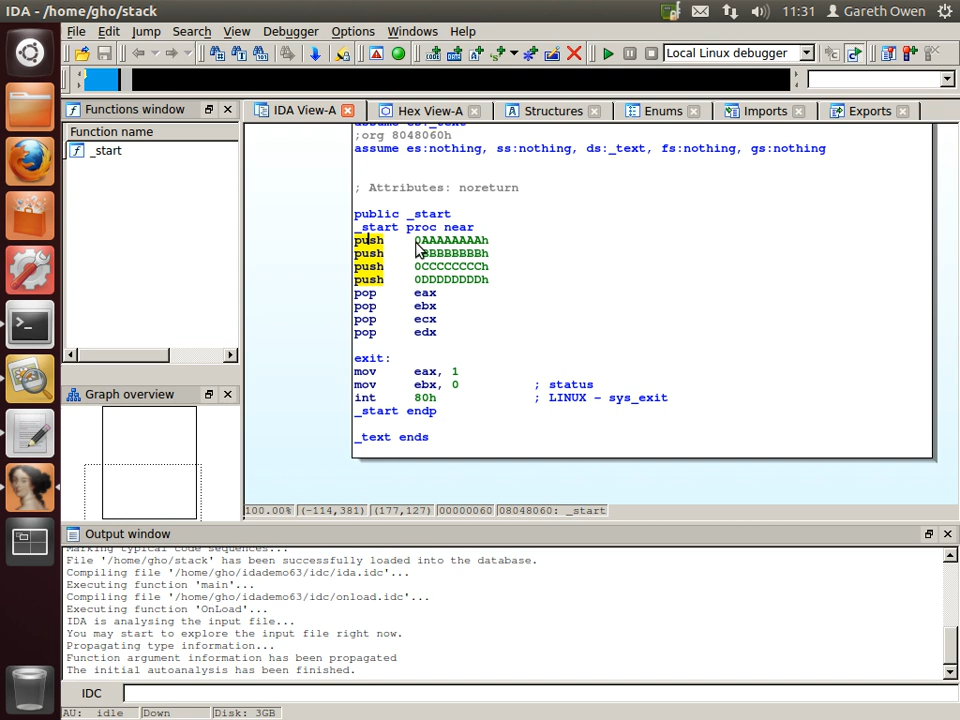 IDA - /home/gho/stack
11:31 Gareth Owen
File Edit Jump Search View Debugger Options Windows Help
Local Linux debugger
Functions window
IDA View-A Hex View-A Structures Enums Imports Exports
Function name
f _start
;org 8048060h
assume es:nothing, ss:nothing, ds:_text, fs:nothing, gs:nothing
; Attributes: noreturn
public _start
_start proc near
push 0AAAAAAAAh
push BBBBBBBBh
push 0CCCCCCCCh
push 0DDDDDDDDh
pop eax
pop ebx
pop ecx
pop edx
exit:
mov eax, 1
mov ebx, 0 ; status
int 80h ; LINUX - sys_exit
_start endp
_text ends
Graph overview
100.00% (-114,381) (177,127) 00000060 08048060: _start
Output window
Marking typical code sequences...
File '/home/gho/stack' has been successfully loaded into the database.
Compiling file '/home/gho/idademo63/idc/ida.idc'...
Executing function 'main'...
Compiling file '/home/gho/idademo63/idc/onload.idc'...
Executing function 'OnLoad'...
IDA is analysing the input file...
You may start to explore the input file right now.
Propagating type information...
Function argument information has been propagated
The initial autoanalysis has been finished.
IDC
AU: idle Down Disk: 3GB